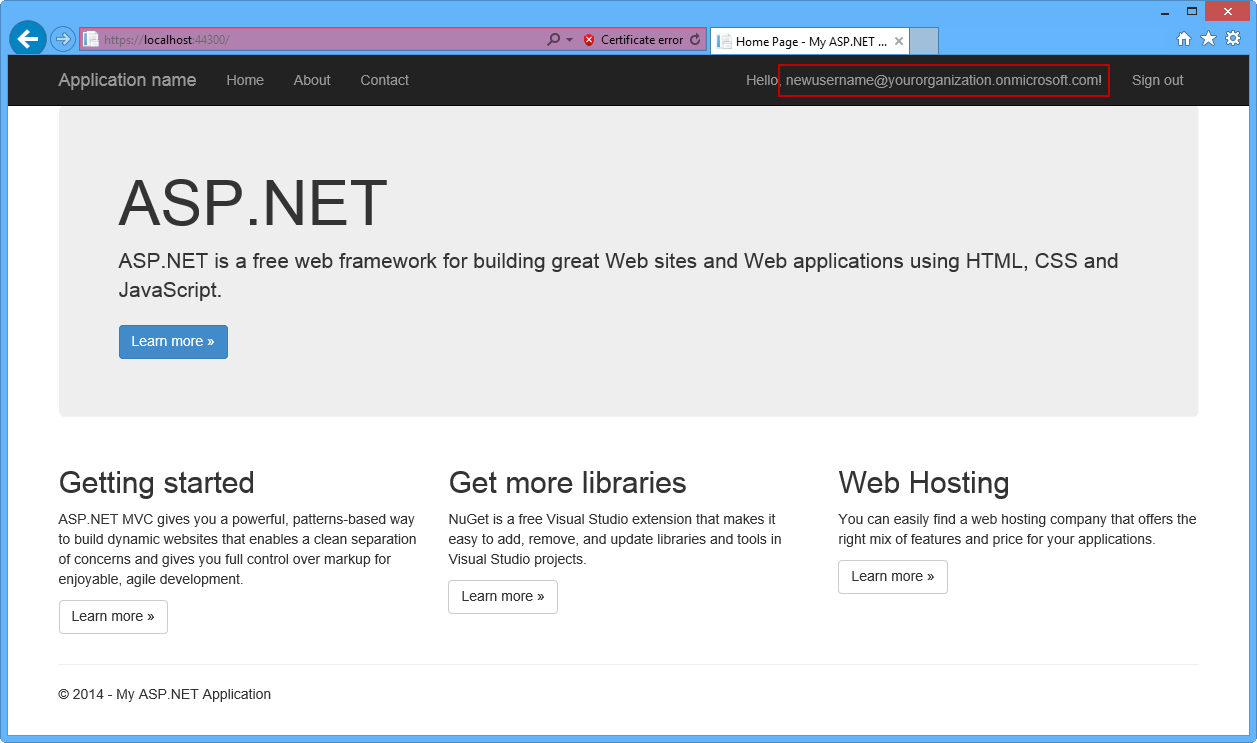 https://localhost:44300/ Certificate error Home Page - My ASP.NET ...
Application name Home About Contact Hello, newusername@yourorganization.onmicrosoft.com! Sign out
ASP.NET
ASP.NET is a free web framework for building great Web sites and Web applications using HTML, CSS and
JavaScript.
Learn more »
Getting started
ASP.NET MVC gives you a powerful, patterns-based way
to build dynamic websites that enables a clean separation
of concerns and gives you full control over markup for
enjoyable, agile development.
Learn more »
Get more libraries
NuGet is a free Visual Studio extension that makes it
easy to add, remove, and update libraries and tools in
Visual Studio projects.
Learn more »
Web Hosting
You can easily find a web hosting company that offers the
right mix of features and price for your applications.
Learn more »
© 2014 - My ASP.NET Application